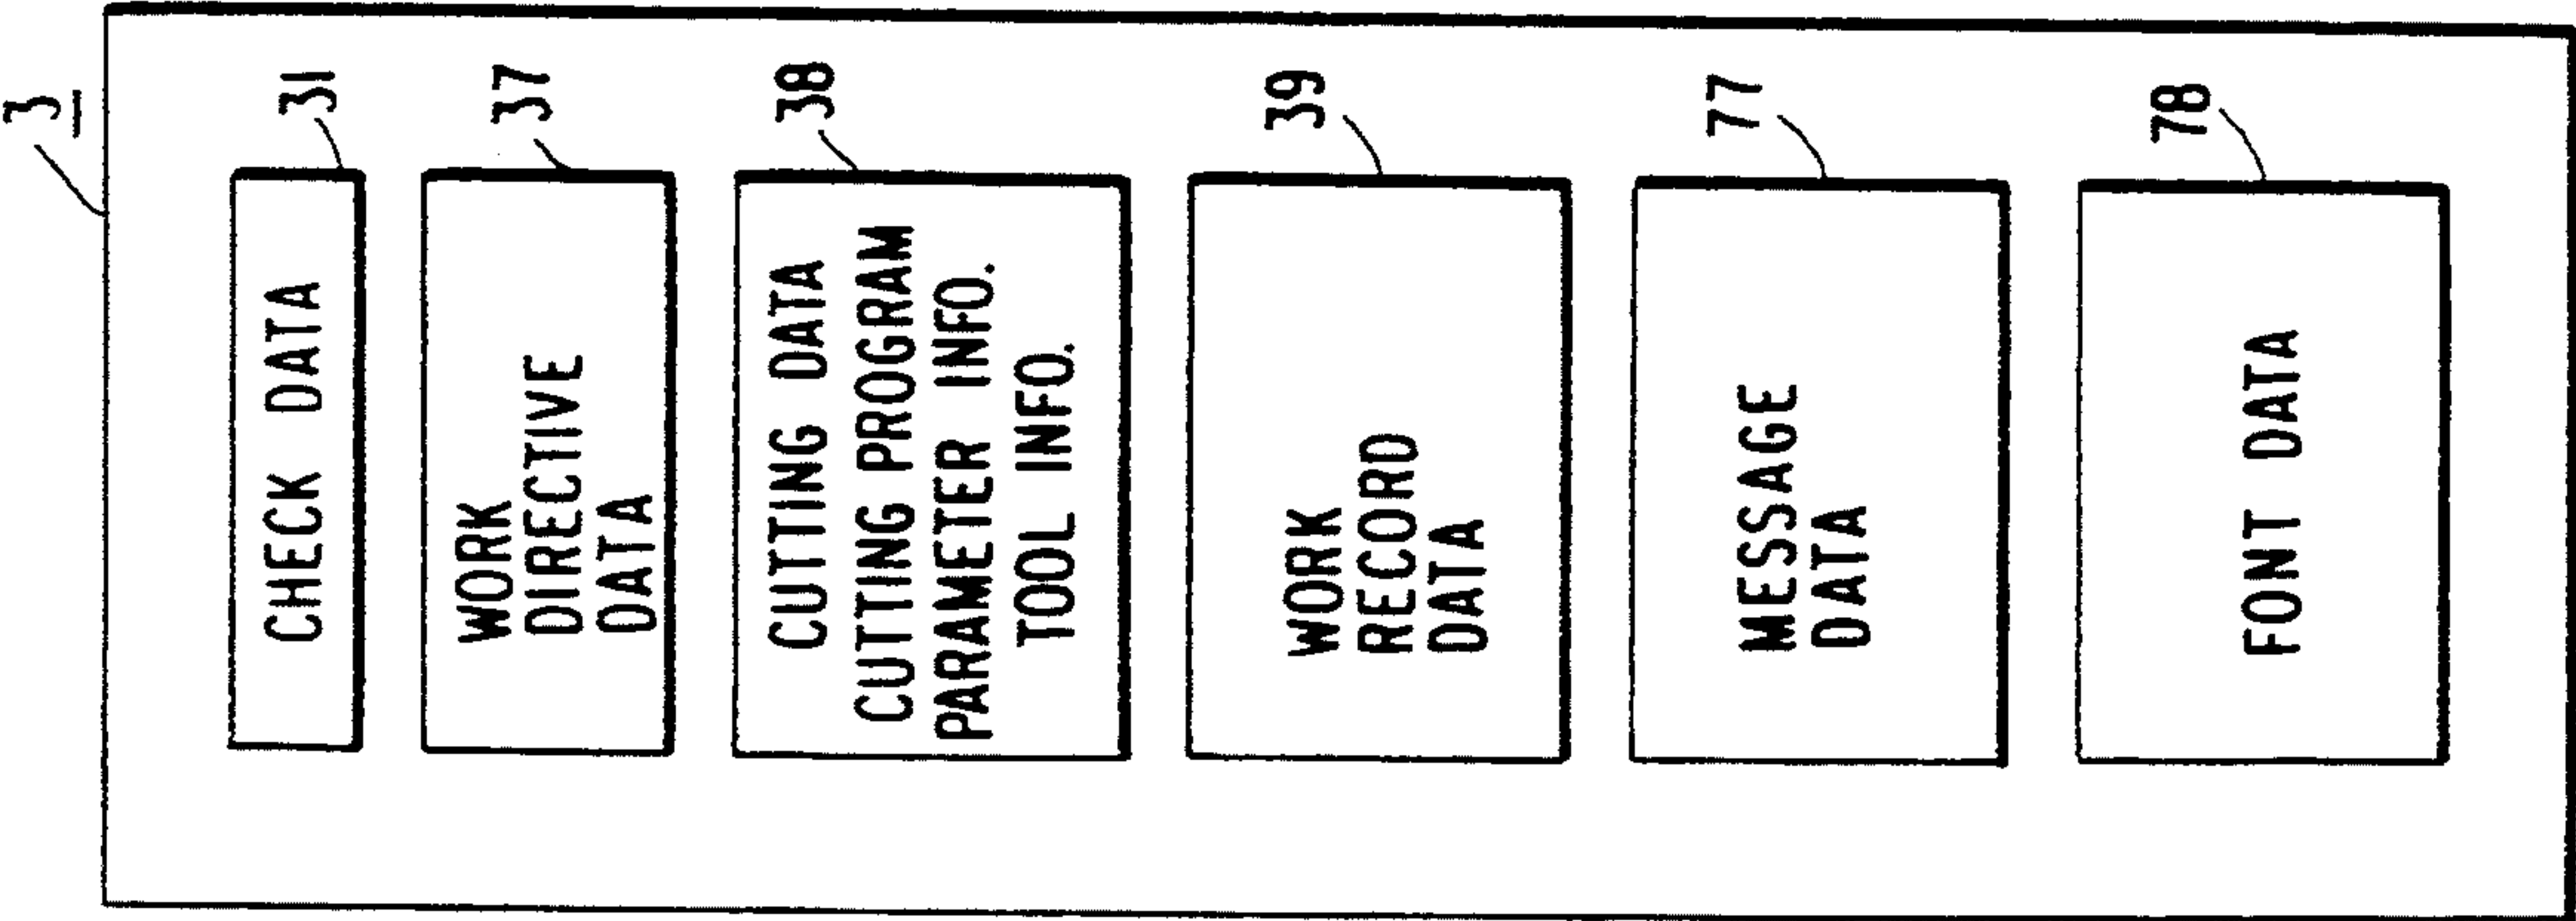 3
CHECK DATA
31
WORK
DIRECTIVE
DATA
37
CUTTING DATA
CUTTING PROGRAM
PARAMETER INFO.
TOOL INFO.
38
WORK
RECORD
DATA
39
MESSAGE
DATA
77
FONT DATA
78